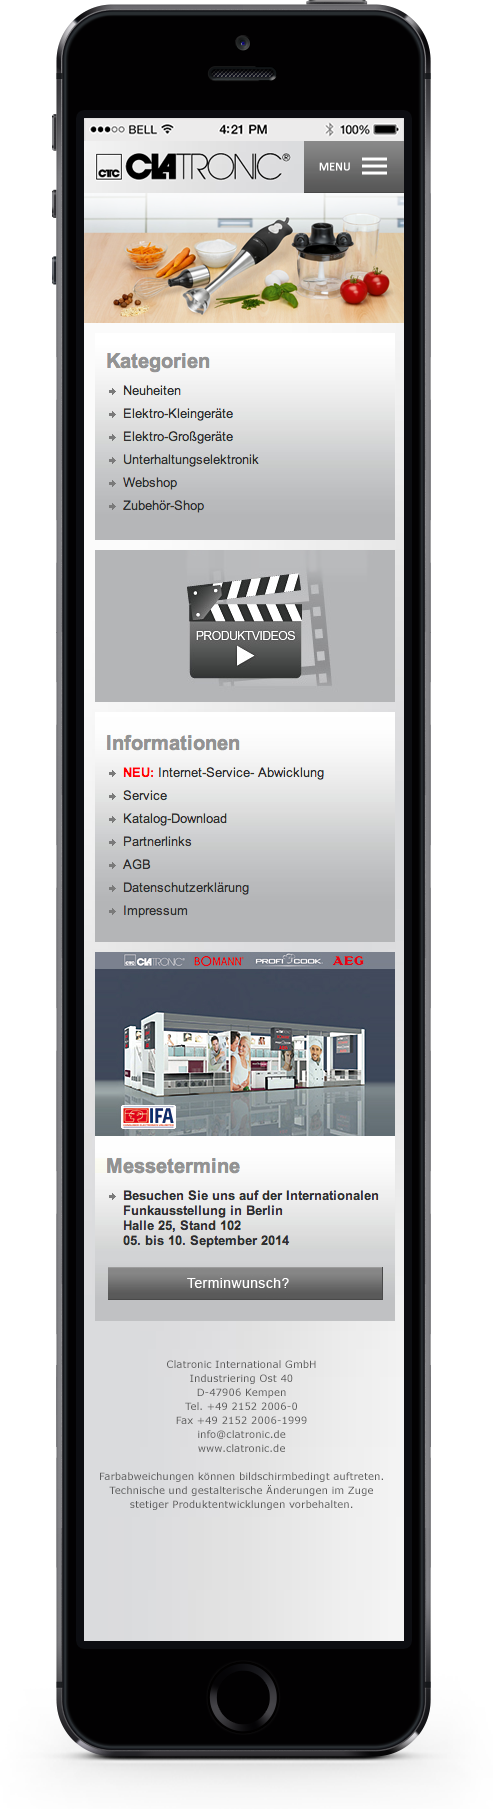 BELL 4:21 PM 100%
CTC CLATRONIC® MENU
Kategorien
Neuheiten
Elektro-Kleingeräte
Elektro-Großgeräte
Unterhaltungselektronik
Webshop
Zubehör-Shop
PRODUKTVIDEOS
Informationen
NEU: Internet-Service- Abwicklung
Service
Katalog-Download
Partnerlinks
AGB
Datenschutzerklärung
Impressum
CTC CLATRONIC® BOMANN PROFI COOK AEG
IFA
Messetermine
Besuchen Sie uns auf der Internationalen
Funkausstellung in Berlin
Halle 25, Stand 102
05. bis 10. September 2014
Terminwunsch?
Clatronic International GmbH
Industriering Ost 40
D-47906 Kempen
Tel. +49 2152 2006-0
Fax +49 2152 2006-1999
info@clatronic.de
www.clatronic.de
Farbabweichungen können bildschirmbedingt auftreten.
Technische und gestalterische Änderungen im Zuge
stetiger Produktentwicklungen vorbehalten.